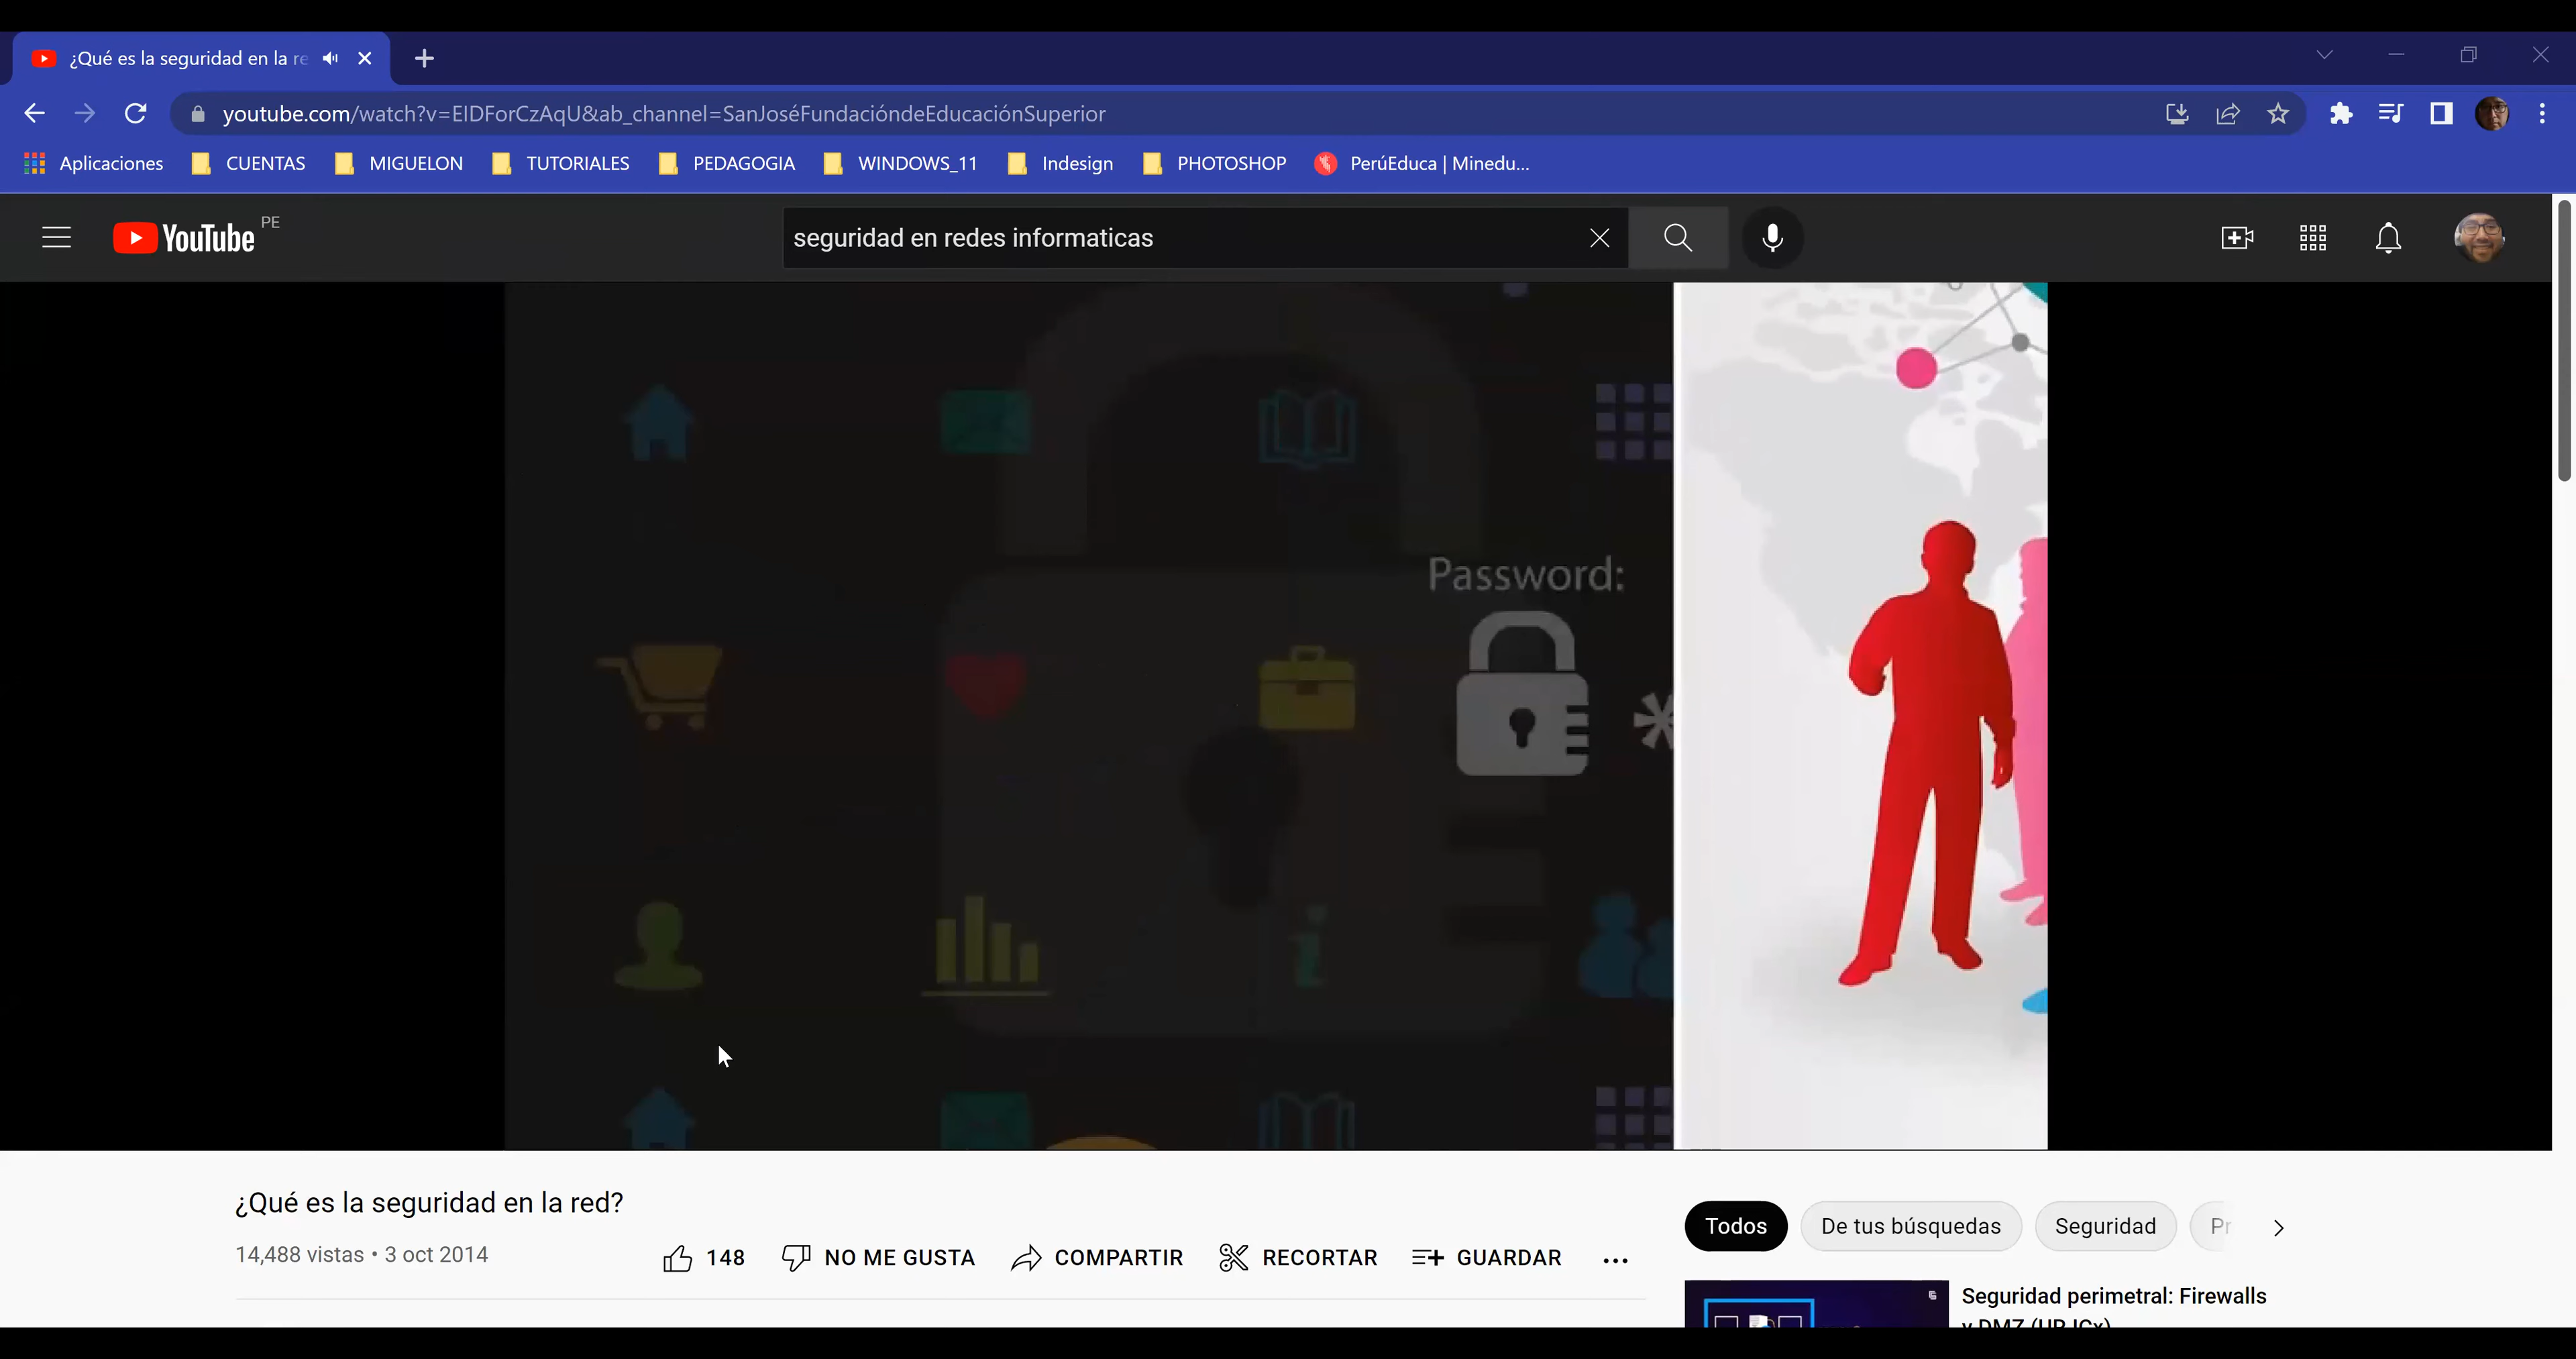 ¿Qué es la seguridad en la re
youtube.com/watch?v=EIDForCzAqU&ab_channel=SanJoséFundacióndeEducaciónSuperior
Aplicaciones CUENTAS MIGUELON TUTORIALES PEDAGOGIA WINDOWS_11 Indesign PHOTOSHOP PerúEduca | Minedu...
YouTube PE
seguridad en redes informaticas
Password:
*
¿Qué es la seguridad en la red?
14,488 vistas • 3 oct 2014
148 NO ME GUSTA COMPARTIR RECORTAR GUARDAR ...
Todos De tus búsquedas Seguridad Pr
Seguridad perimetral: Firewalls
y DMZ (UPJCx)